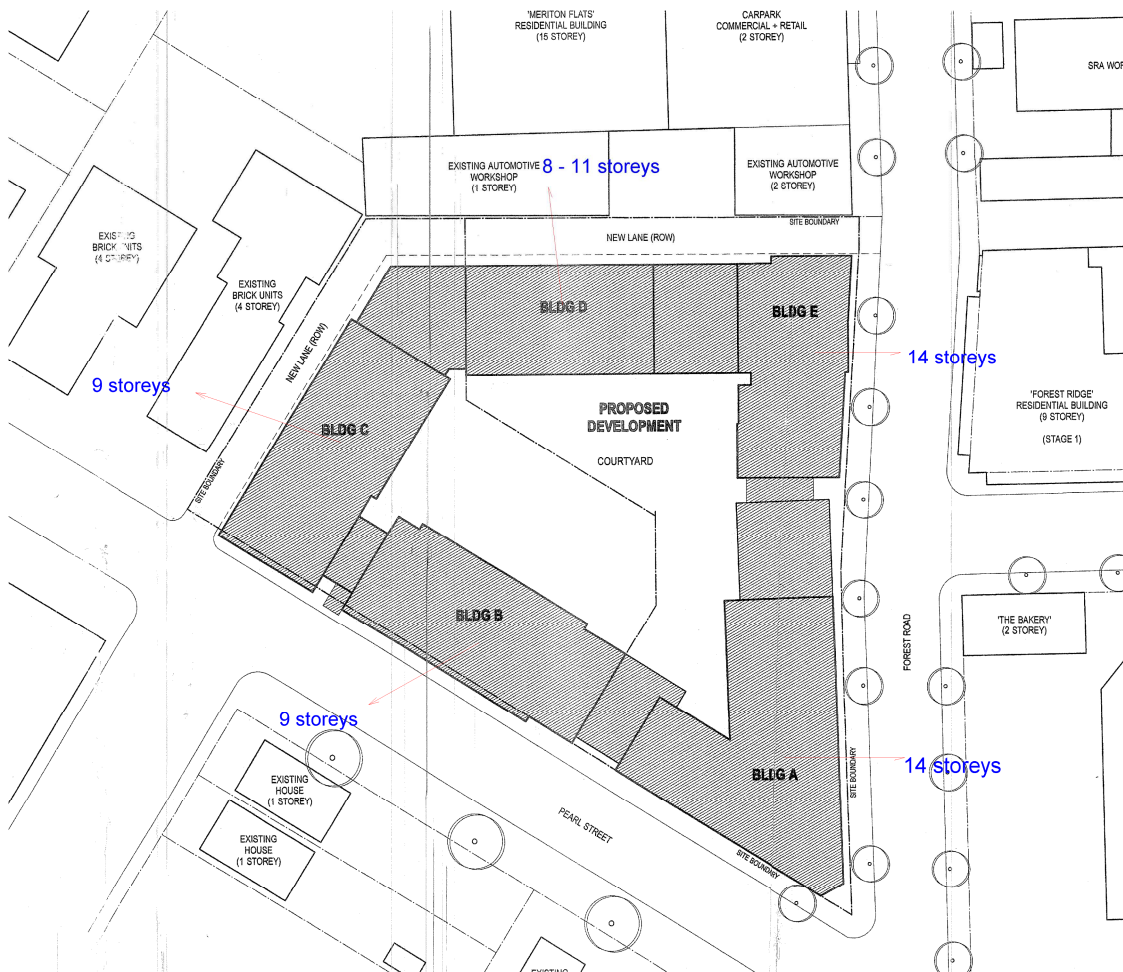 'MERITON FLATS'
RESIDENTIAL BUILDING
(15 STOREY)
CARPARK
COMMERCIAL + RETAIL
(2 STOREY)
SRA WOR
EXISTING AUTOMOTIVE
WORKSHOP
(1 STOREY)
8 - 11 storeys
EXISTING AUTOMOTIVE
WORKSHOP
(2 STOREY)
SITE BOUNDARY
NEW LANE (ROW)
EXISTING
BRICK UNITS
(4 STOREY)
EXISTING
BRICK UNITS
(4 STOREY)
BLDG D
BLDG E
NEW LANE (ROW)
14 storeys
9 storeys
'FOREST RIDGE'
RESIDENTIAL BUILDING
(9 STOREY)
(STAGE 1)
PROPOSED
DEVELOPMENT
COURTYARD
BLDG C
SITE BOUNDARY
BLDG B
'THE BAKERY'
(2 STOREY)
FOREST ROAD
9 storeys
BLDG A
14 storeys
SITE BOUNDARY
EXISTING
HOUSE
(1 STOREY)
PEARL STREET
EXISTING
HOUSE
(1 STOREY)
SITE BOUNDARY